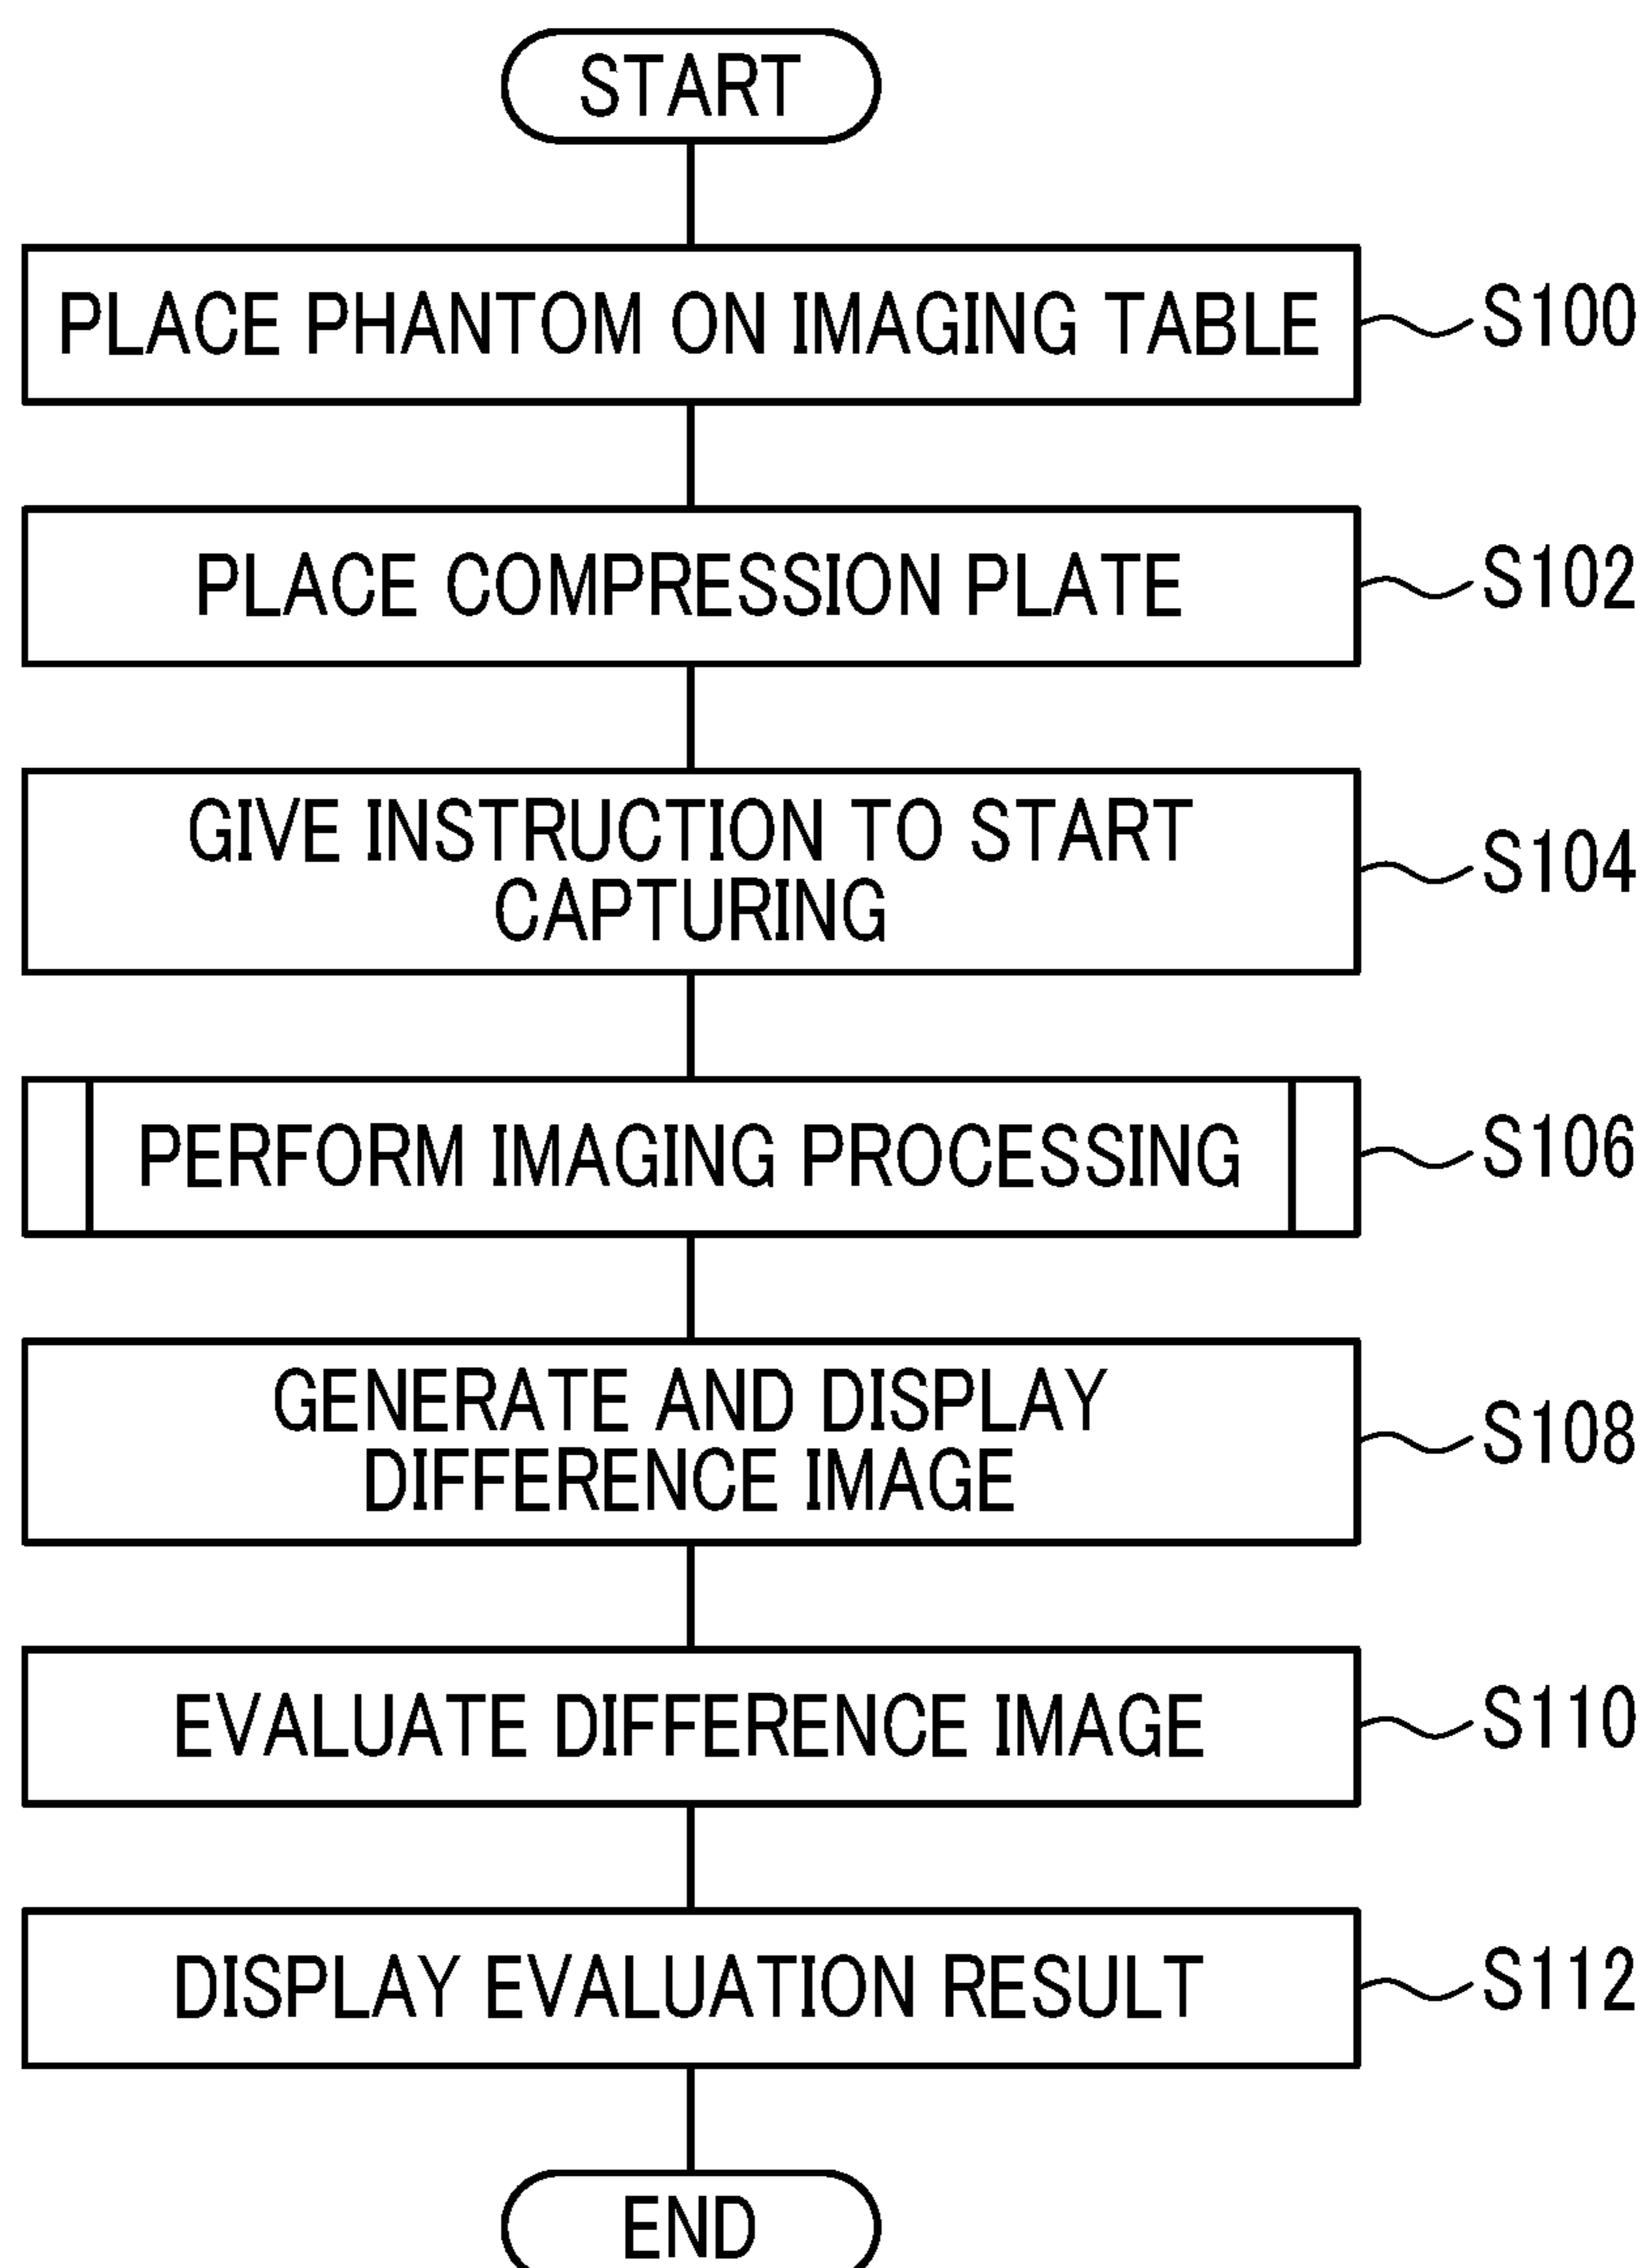 START
PLACE PHANTOM ON IMAGING TABLE
S100
PLACE COMPRESSION PLATE
S102
GIVE INSTRUCTION TO START
CAPTURING
S104
PERFORM IMAGING PROCESSING
S106
GENERATE AND DISPLAY
DIFFERENCE IMAGE
S108
EVALUATE DIFFERENCE IMAGE
S110
DISPLAY EVALUATION RESULT
S112
END